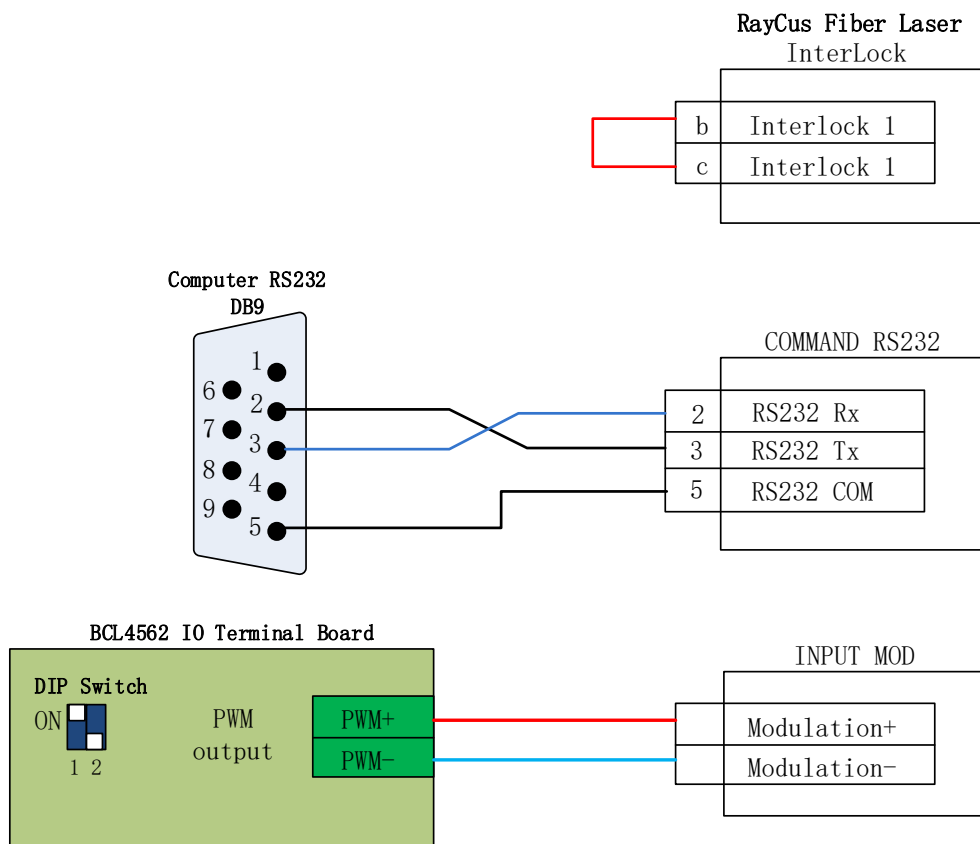 RayCus Fiber Laser
InterLock
b Interlock 1
c Interlock 1
Computer RS232
DB9
1
6
2
7
3
8
4
9
5
COMMAND RS232
2 RS232 Rx
3 RS232 Tx
5 RS232 COM
BCL4562 IO Terminal Board
DIP Switch
ON
1 2
PWM
output
PWM+
PWM-
INPUT MOD
Modulation+
Modulation-